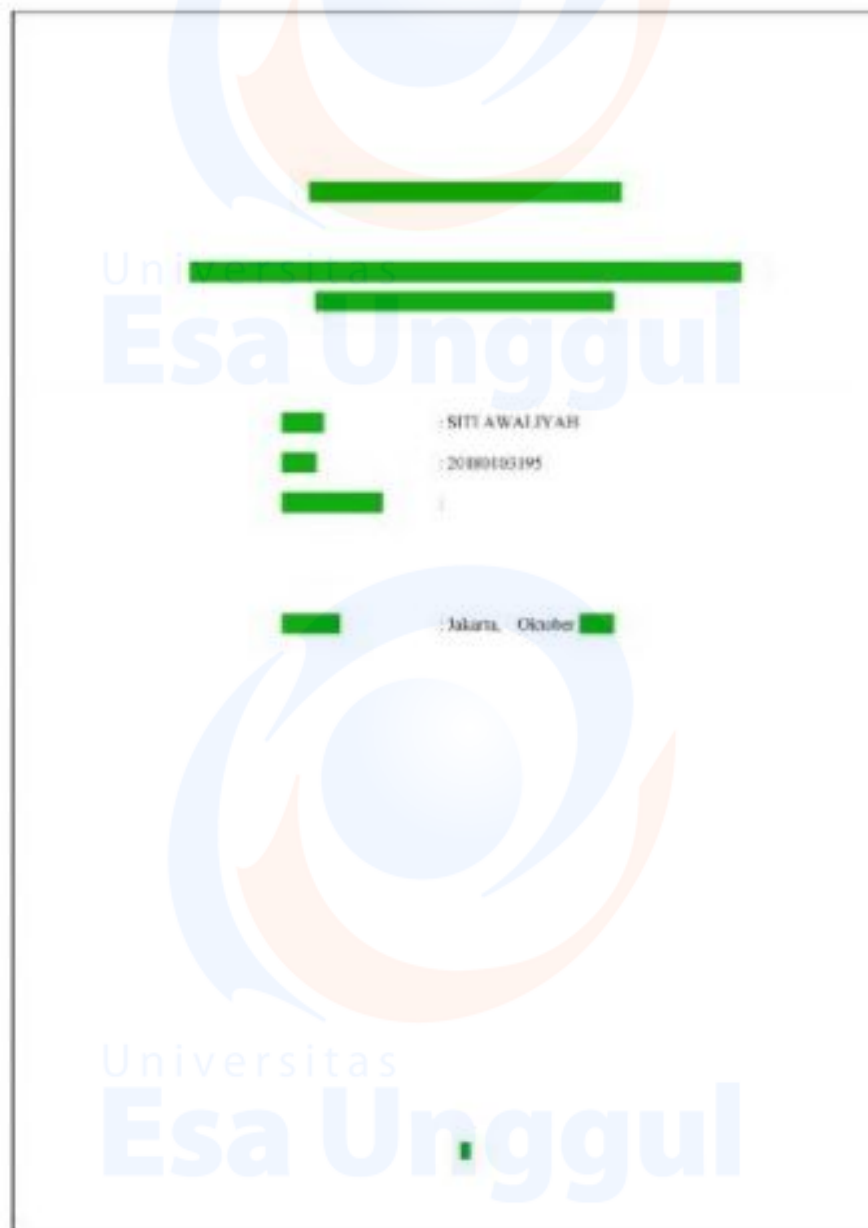 Universitas
Esa Unggul
: SITI AWALIYAH
: 20180103195
:
: Jakarta, Oktober
Universitas
Esa Unggul